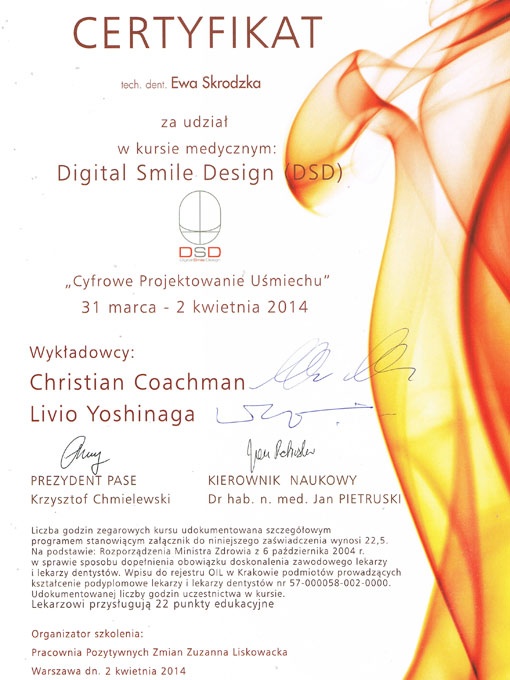 CERTYFIKAT
tech. dent. Ewa Skrodzka
za udział
w kursie medycznym:
Digital Smile Design (DSD)
DSD
Digital Smile Design
„Cyfrowe Projektowanie Uśmiechu"
31 marca - 2 kwietnia 2014
Wykładowcy:
Christian Coachman
Livio Yoshinaga
PREZYDENT PASE
Krzysztof Chmielewski
KIEROWNIK NAUKOWY
Dr hab. n. med. Jan PIETRUSKI
Liczba godzin zegarowych kursu udokumentowana szczegółowym
programem stanowiącym załącznik do niniejszego zaświadczenia wynosi 22,5.
Na podstawie: Rozporządzenia Ministra Zdrowia z 6 października 2004 r.
w sprawie sposobu dopełnienia obowiązku doskonalenia zawodowego lekarzy
i lekarzy dentystów. Wpisu do rejestru OIL w Krakowie podmiotów prowadzących
kształcenie podyplomowe lekarzy i lekarzy dentystów nr 57-000058-002-0000.
Udokumentowanej liczby godzin uczestnictwa w kursie.
Lekarzowi przysługują 22 punkty edukacyjne
Organizator szkolenia:
Pracownia Pozytywnych Zmian Zuzanna Liskowacka
Warszawa dn. 2 kwietnia 2014